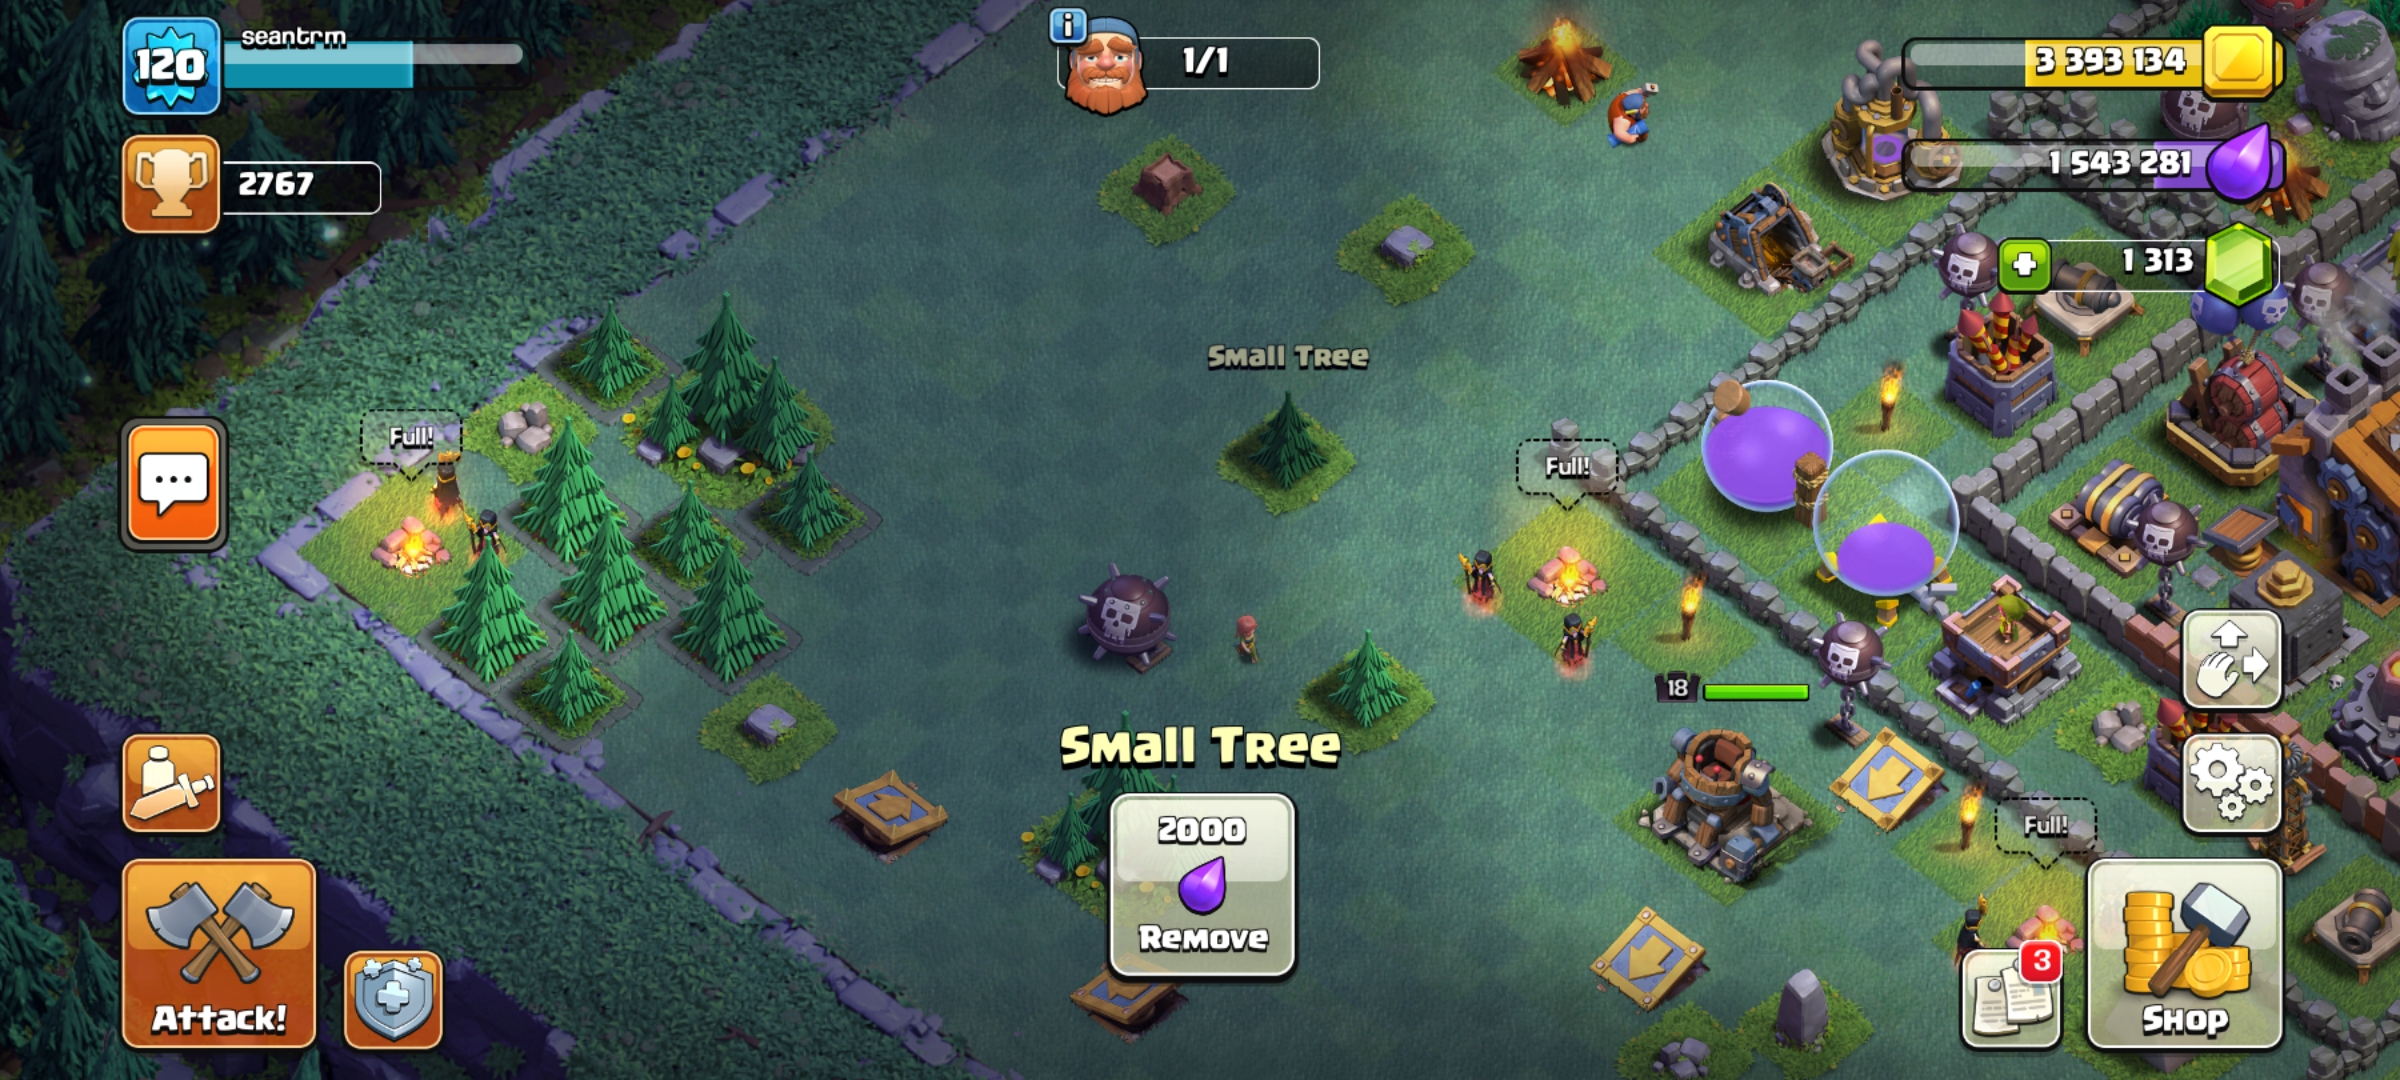 120
seantrm
i
1/1
3 393 134
2767
1 543 281
1 313
Small Tree
Full!
Full!
18
Small Tree
2000
Remove
Full!
3
Attack!
Shop